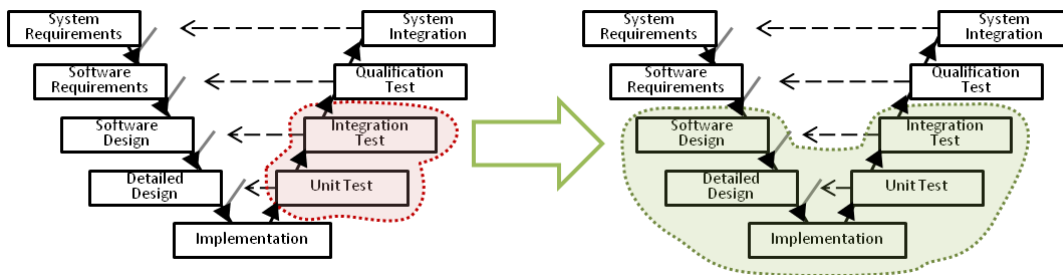 System
Requirements
System
Integration
Software
Requirements
Qualification
Test
Software
Design
Integration
Test
Detailed
Design
Unit Test
Implementation
System
Requirements
System
Integration
Software
Requirements
Qualification
Test
Software
Design
Integration
Test
Detailed
Design
Unit Test
Implementation